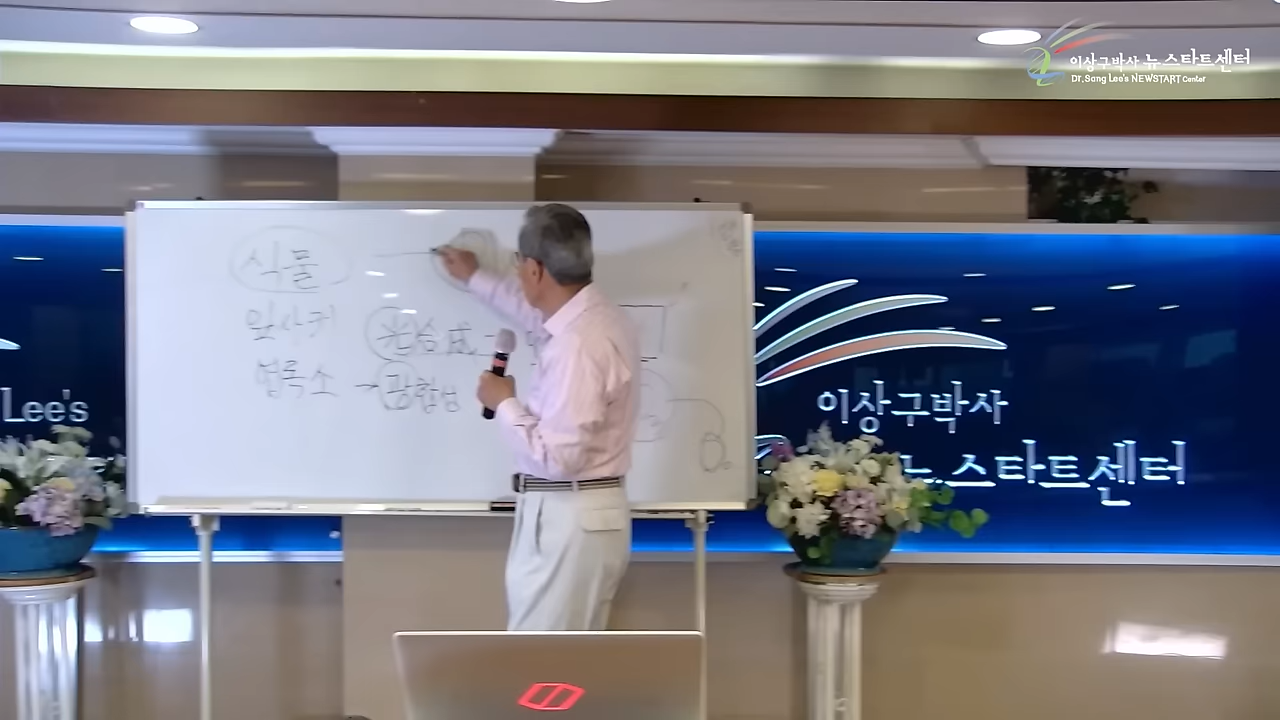 이상구박사 뉴스타트센터
Dr.Sang Lee's NEWSTART Center
식물
잎사귀
엽록소
光合成
→ 광합성
O₂
Lee's
이상구박사
뉴스타트센터